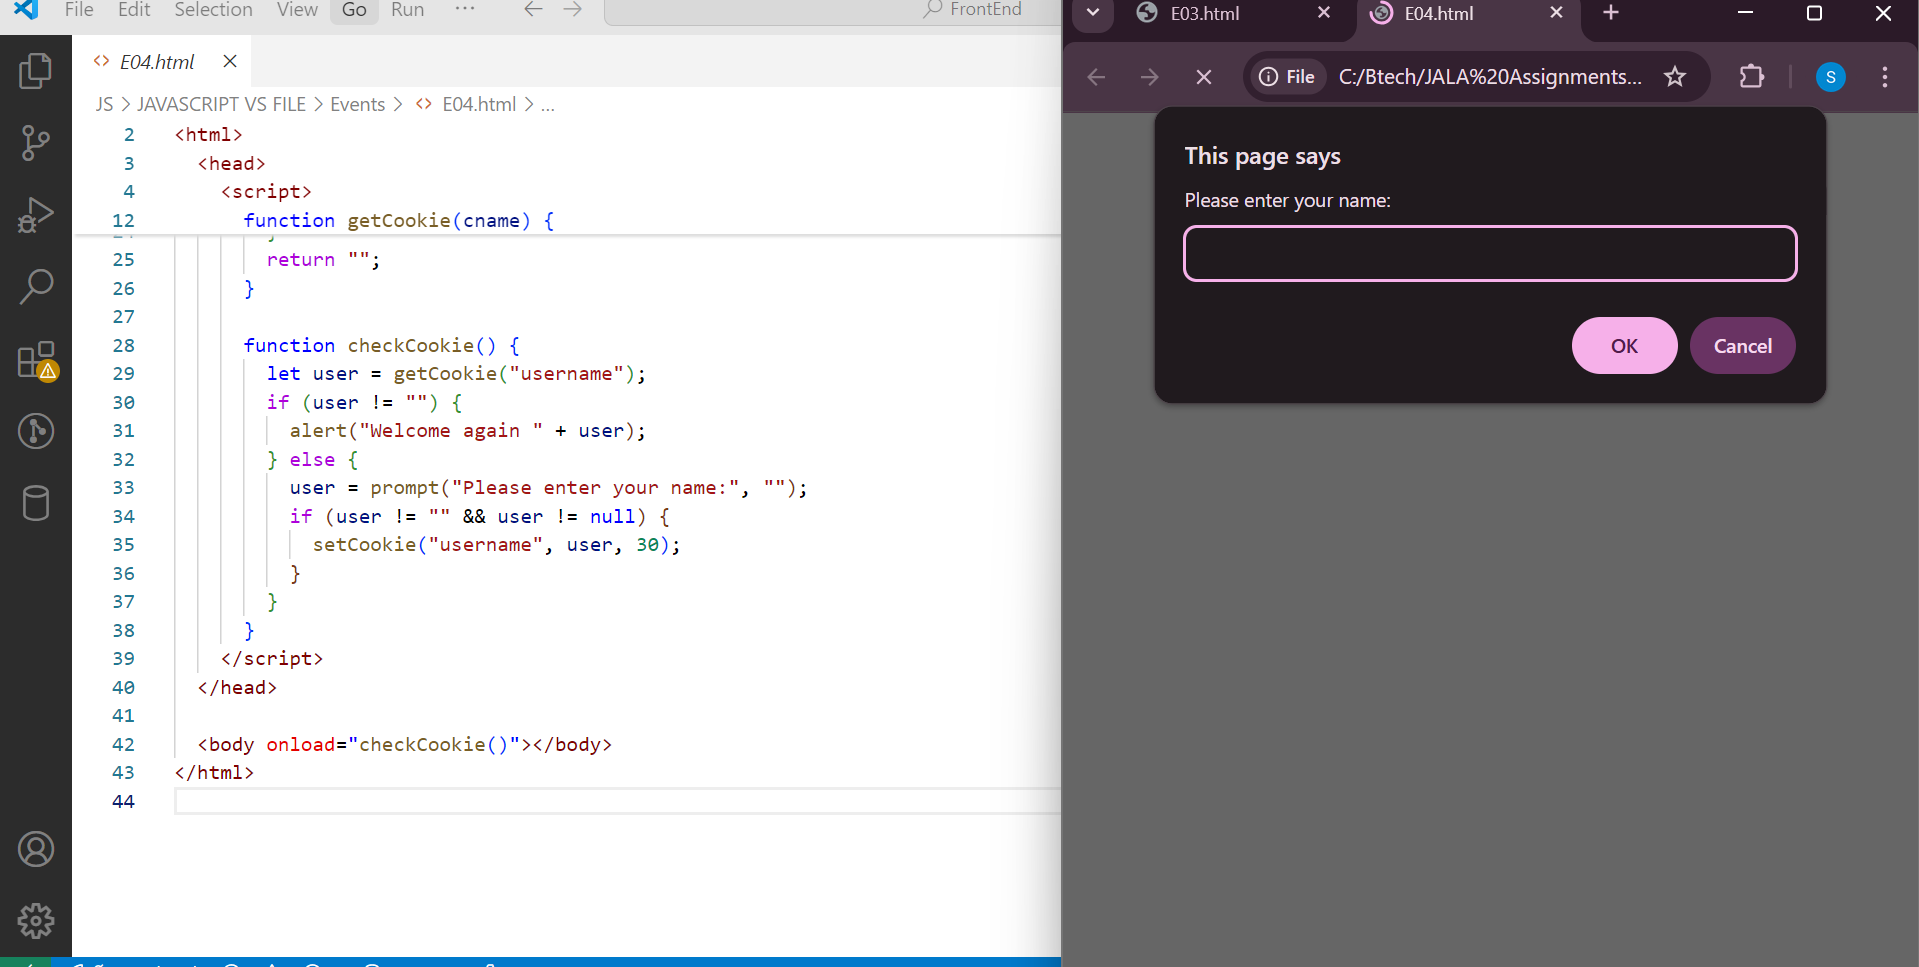 File Edit Selection View Go Run ··· FrontEnd
E04.html
JS > JAVASCRIPT VS FILE > Events > <> E04.html > ...
2 <html>
3 <head>
4 <script>
12 function getCookie(cname) {
25 return "";
26 }
27
28 function checkCookie() {
29 let user = getCookie("username");
30 if (user != "") {
31 alert("Welcome again " + user);
32 } else {
33 user = prompt("Please enter your name:", "");
34 if (user != "" && user != null) {
35 setCookie("username", user, 30);
36 }
37 }
38 }
39 </script>
40 </head>
41
42 <body onload="checkCookie()"></body>
43 </html>
44
E03.html E04.html
File C:/Btech/JALA%20Assignments... S
This page says
Please enter your name:
OK Cancel